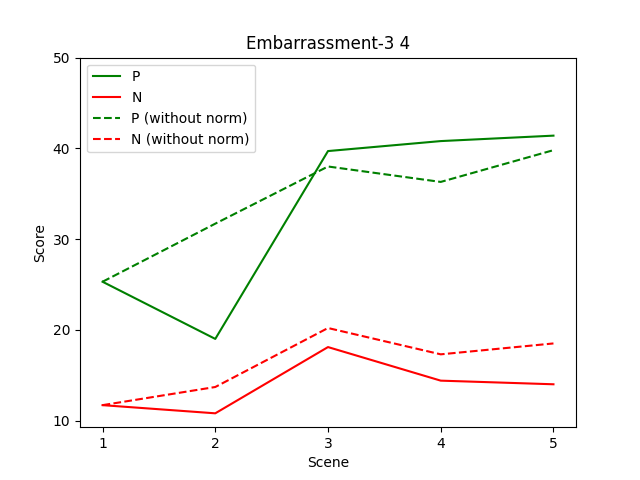 Embarrassment-3 4
P
N
P (without norm)
N (without norm)
Score
50
40
30
20
10
1 2 3 4 5
Scene